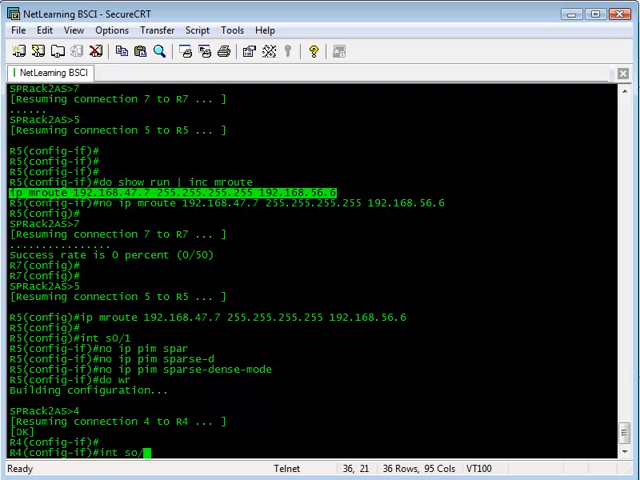 NetLearning BSCI - SecureCRT
File Edit View Options Transfer Script Tools Help
NetLearning BSCI
SPRack2AS>7
[Resuming connection 7 to R7 ... ]
......
SPRack2AS>5
[Resuming connection 5 to R5 ... ]
R5(config-if)#
R5(config-if)#
R5(config-if)#
R5(config-if)#do show run | inc mroute
ip mroute 192.168.47.7 255.255.255.255 192.168.56.6
R5(config-if)#no ip mroute 192.168.47.7 255.255.255.255 192.168.56.6
R5(config)#
SPRack2AS>7
[Resuming connection 7 to R7 ... ]
................
Success rate is 0 percent (0/50)
R7(config)#
R7(config)#
SPRack2AS>5
[Resuming connection 5 to R5 ... ]
R5(config)#ip mroute 192.168.47.7 255.255.255.255 192.168.56.6
R5(config)#
R5(config)#int s0/1
R5(config-if)#no ip pim spar
R5(config-if)#no ip pim sparse-d
R5(config-if)#no ip pim sparse-dense-mode
R5(config-if)#do wr
Building configuration...
SPRack2AS>4
[Resuming connection 4 to R4 ... ]
[OK]
R4(config-if)#
R4(config-if)#int so/
Ready Telnet 36, 21 36 Rows, 95 Cols VT100